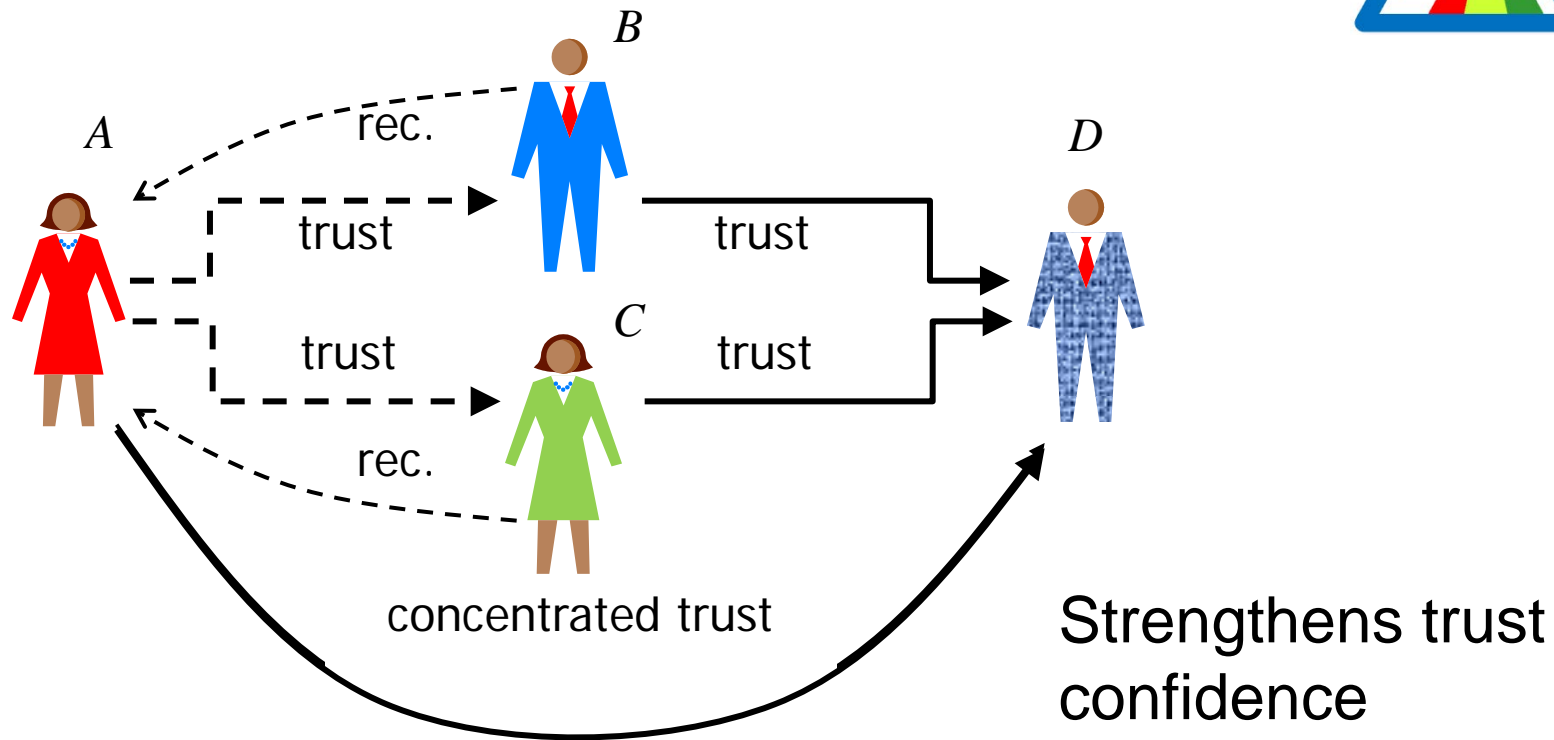 B
A
rec.
D
trust
trust
C
trust
trust
rec.
concentrated trust
Strengthens trust
confidence